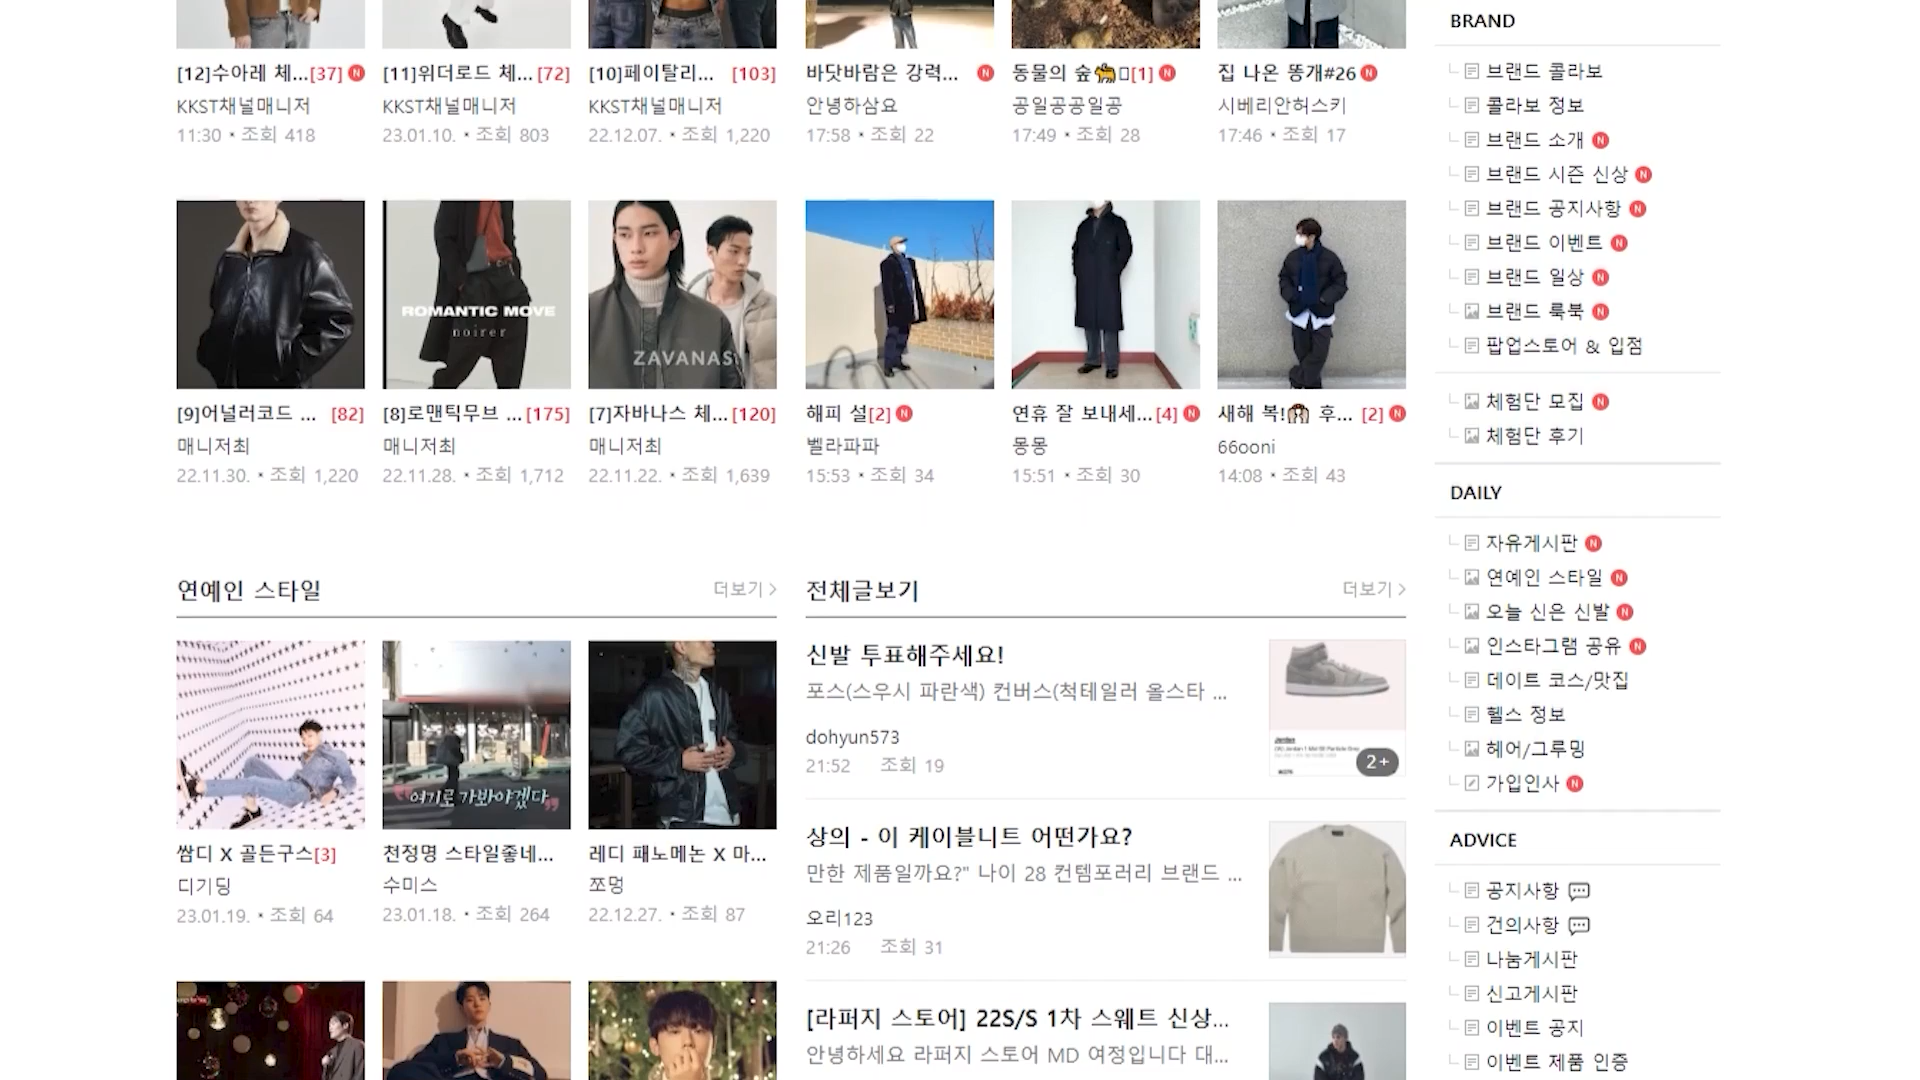 [12]수아레 체...[37] N
KKST채널매니저
11:30 · 조회 418
[11]위더로드 체... [72]
KKST채널매니저
23.01.10. · 조회 803
[10]페이탈리... [103]
KKST채널매니저
22.12.07. · 조회 1,220
바닷바람은 강력... N
안녕하삼요
17:58 · 조회 22
동물의 숲🐈[1] N
공일공공일공
17:49 · 조회 28
집 나온 똥개#26 N
시베리안허스키
17:46 · 조회 17
[9]어널러코드 ... [82]
매니저최
22.11.30. · 조회 1,220
ROMANTIC MOVE
noirer
[8]로맨틱무브 ... [175]
매니저최
22.11.28. · 조회 1,712
ZAVANAS
[7]자바나스 체... [120]
매니저최
22.11.22. · 조회 1,639
해피 설[2] N
벨라파파
15:53 · 조회 34
연휴 잘 보내세...[4] N
몽몽
15:51 · 조회 30
새해 복! 후... [2] N
66ooni
14:08 · 조회 43
연예인 스타일
더보기 >
쌈디 X 골든구스[3]
디기딩
23.01.19. · 조회 64
여기로 가봐야겠다
천정명 스타일좋네...
수미스
23.01.18. · 조회 264
레디 패노메논 X 마...
쪼멍
22.12.27. · 조회 87
전체글보기
더보기 >
신발 투표해주세요!
포스(스우시 파란색) 컨버스(척테일러 올스타 ...
dohyun573
21:52 조회 19
Jordan
2+
상의 - 이 케이블니트 어떤가요?
만한 제품일까요?" 나이 28 컨템포러리 브랜드 ...
오리123
21:26 조회 31
[라퍼지 스토어] 22S/S 1차 스웨트 신상...
안녕하세요 라퍼지 스토어 MD 여정입니다 대...
BRAND
브랜드 콜라보
콜라보 정보
브랜드 소개 N
브랜드 시즌 신상 N
브랜드 공지사항 N
브랜드 이벤트 N
브랜드 일상 N
브랜드 룩북 N
팝업스토어 & 입점
체험단 모집 N
체험단 후기
DAILY
자유게시판 N
연예인 스타일 N
오늘 신은 신발 N
인스타그램 공유 N
데이트 코스/맛집
헬스 정보
헤어/그루밍
가입인사 N
ADVICE
공지사항
건의사항
나눔게시판
신고게시판
이벤트 공지
이벤트 제품 인증